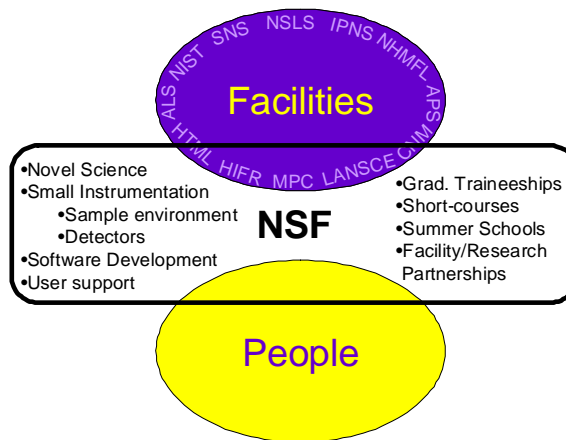 ALS NIST SNS NSLS IPNS NHMFL APS
Facilities
HTML HIFR MPC LANSCE CNM
•Novel Science
•Small Instrumentation
•Sample environment
•Detectors
•Software Development
•User support
NSF
•Grad. Traineeships
•Short-courses
•Summer Schools
•Facility/Research
Partnerships
People